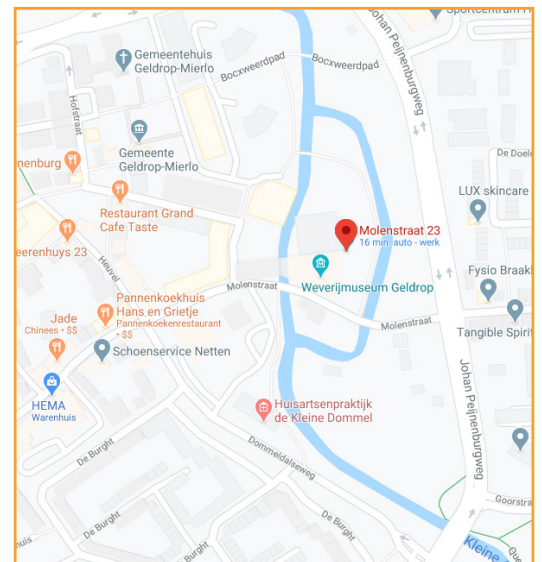 Sportcentrum H
Johan Peijnenburgweg
Gemeentehuis
Geldrop-Mierlo
Bocxweerdpad
Bocxweerdpad
Hofstraat
Gemeente
Geldrop-Mierlo
De Doele
nenburg
LUX skincare
Restaurant Grand
Cafe Taste
Molenstraat 23
16 min. auto - werk
eerenhuys 23
Heuvel
Fysio Braak
Weverijmuseum Geldrop
Molenstraat
Pannenkoekhuis
Hans en Grietje
Pannenkoekenrestaurant
• $$
Jade
Chinees • $$
Molenstraat
Tangible Spirit
Schoenservice Netten
Johan Peijnenburgweg
HEMA
Warenhuis
Huisartsenpraktijk
de Kleine Dommel
De Burght
Dommeldalseweg
Goorstra
De Burght
De Burght
Kleine
Que
huis
Burght